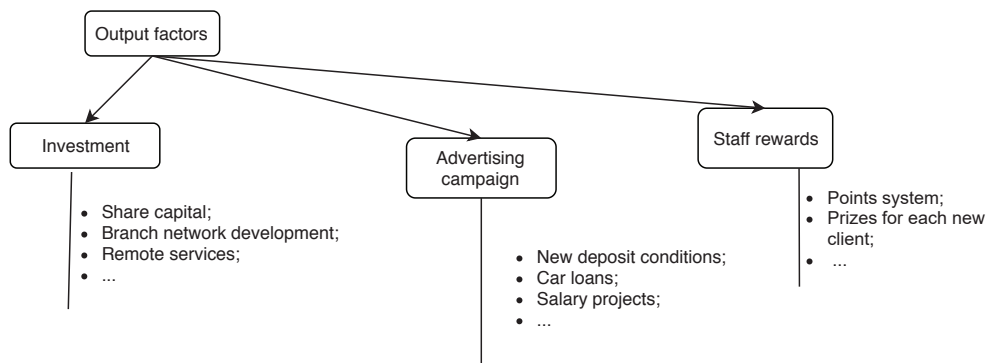 Output factors
Investment
• Share capital;
• Branch network development;
• Remote services;
• ...
Advertising
campaign
• New deposit conditions;
• Car loans;
• Salary projects;
• ...
Staff rewards
• Points system;
• Prizes for each new
client;
• ...